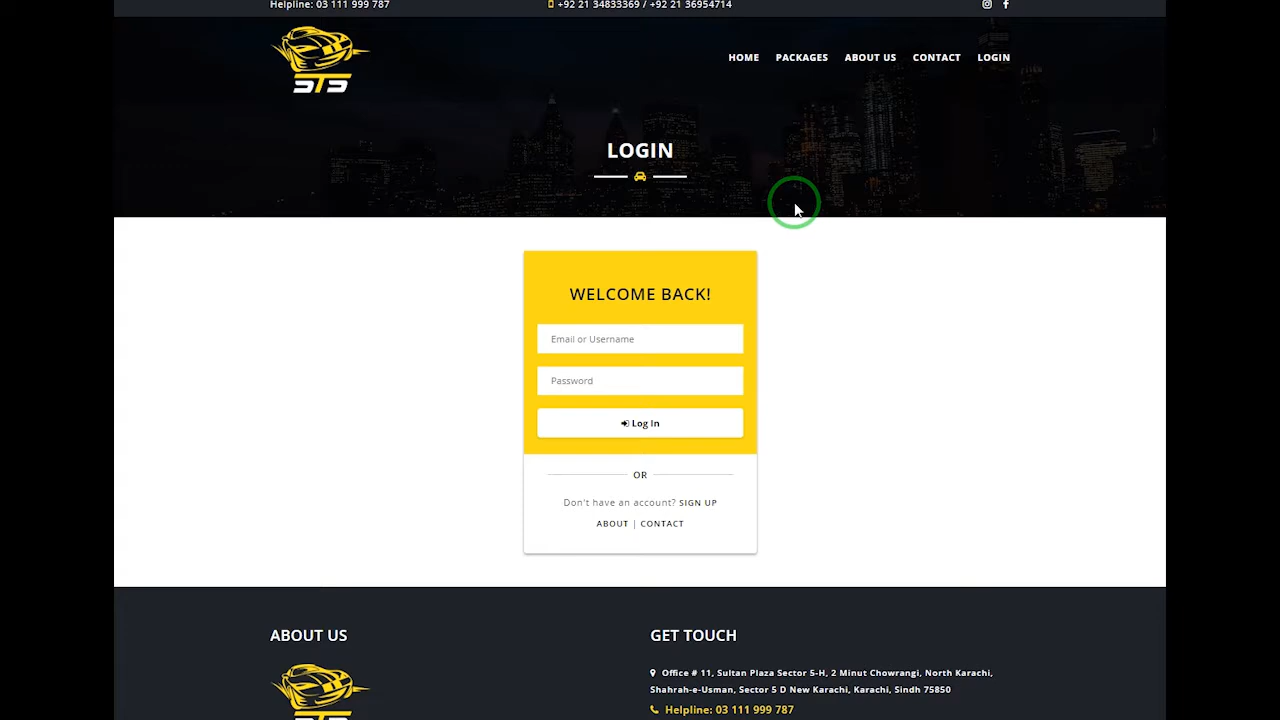 Helpline: 03 111 999 787
+92 21 34833369 / +92 21 36954714
STS
HOME PACKAGES ABOUT US CONTACT LOGIN
LOGIN
WELCOME BACK!
Email or Username
Password
Log In
OR
Don't have an account? SIGN UP
ABOUT | CONTACT
ABOUT US
GET TOUCH
Office # 11, Sultan Plaza Sector 5-H, 2 Minut Chowrangi, North Karachi,
Shahrah-e-Usman, Sector 5 D New Karachi, Karachi, Sindh 75850
Helpline: 03 111 999 787
STS